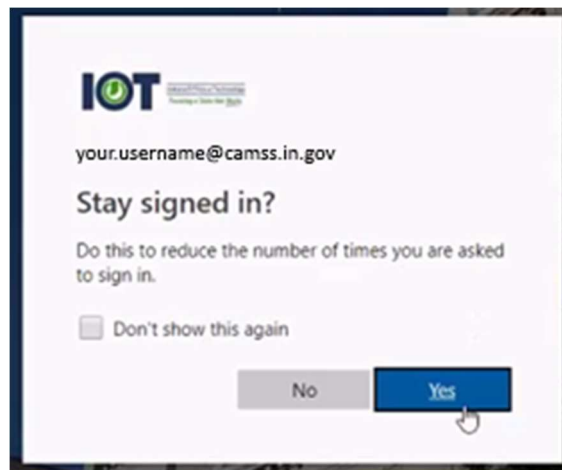 IOT
your.username@camss.in.gov
Stay signed in?
Do this to reduce the number of times you are asked
to sign in.
Don't show this again
No
Yes